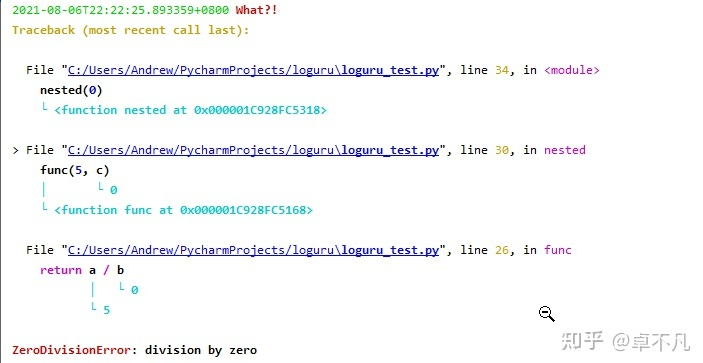 2021-08-06T22:22:25.893359+0800 What?!
Traceback (most recent call last):
File "C:/Users/Andrew/PycharmProjects/loguru\loguru_test.py", line 34, in <module>
nested(0)
└ <function nested at 0x000001C928FC5318>
> File "C:/Users/Andrew/PycharmProjects/loguru\loguru_test.py", line 30, in nested
func(5, c)
│ └ 0
└ <function func at 0x000001C928FC5168>
File "C:/Users/Andrew/PycharmProjects/loguru\loguru_test.py", line 26, in func
return a / b
│ └ 0
└ 5
ZeroDivisionError: division by zero
知乎 @卓不凡